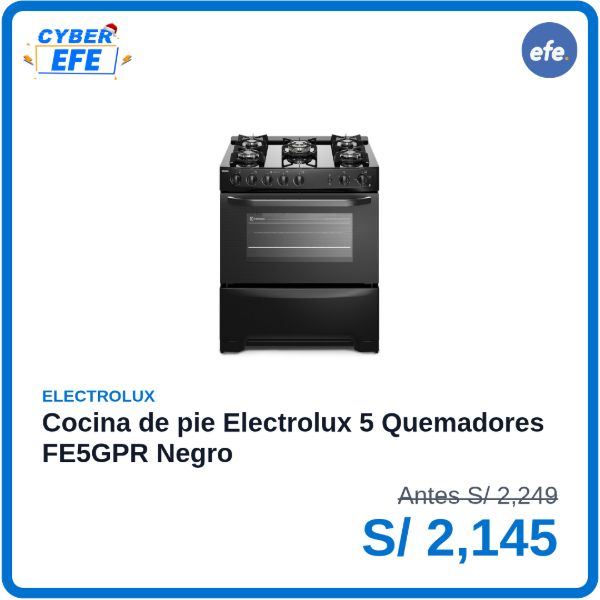 CYBER
EFE
efe.
ELECTROLUX
Cocina de pie Electrolux 5 Quemadores
FE5GPR Negro
Antes S/ 2,249
S/ 2,145